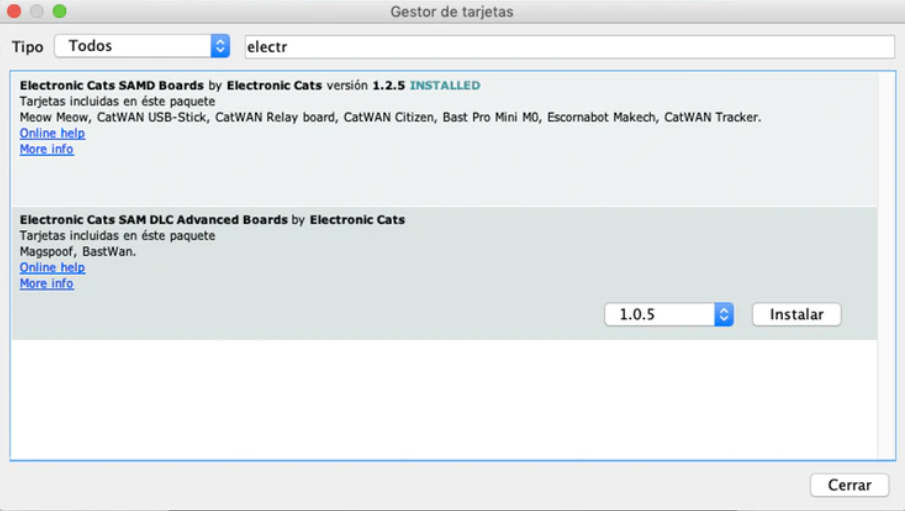 Gestor de tarjetas
Tipo Todos electr
Electronic Cats SAMD Boards by Electronic Cats versión 1.2.5 INSTALLED
Tarjetas incluidas en éste paquete
Meow Meow, CatWAN USB-Stick, CatWAN Relay board, CatWAN Citizen, Bast Pro Mini M0, Escornabot Makech, CatWAN Tracker.
Online help
More info
Electronic Cats SAM DLC Advanced Boards by Electronic Cats
Tarjetas incluidas en éste paquete
Magspoof, BastWan.
Online help
More info
1.0.5 Instalar
Cerrar